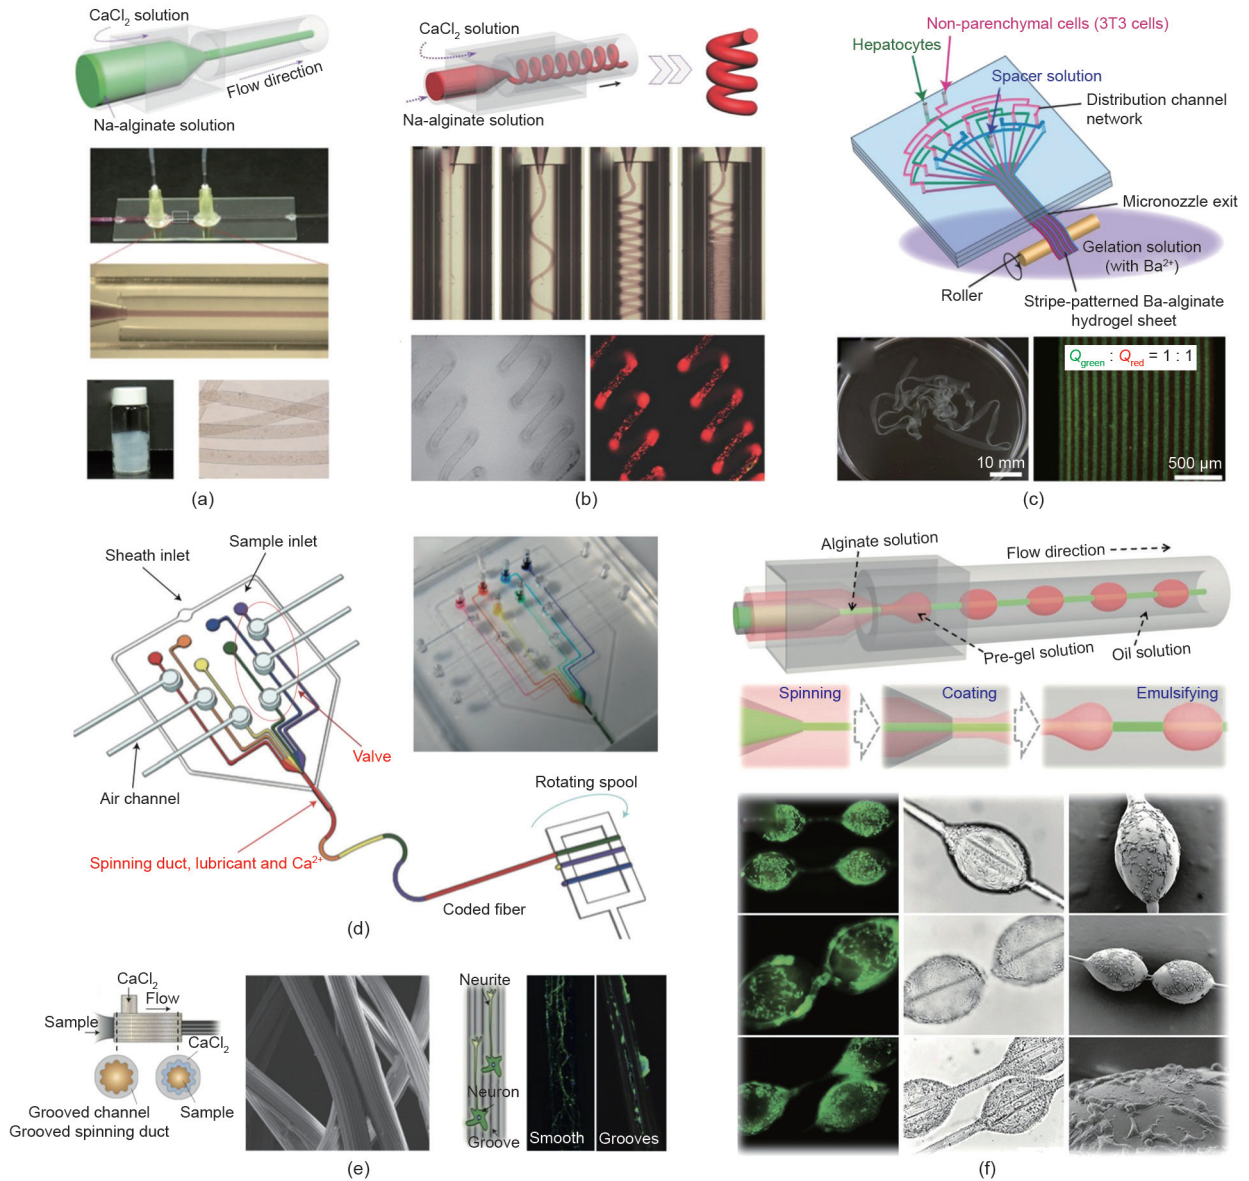 CaCl₂ solution
Flow direction
Na-alginate solution
(a)
CaCl₂ solution
Na-alginate solution
(b)
Non-parenchymal cells (3T3 cells)
Hepatocytes
Spacer solution
Distribution channel
network
Micronozzle exit
Gelation solution
(with Ba²⁺)
Roller
Stripe-patterned Ba-alginate
hydrogel sheet
Q green : Q red = 1 : 1
10 mm
500 μm
(c)
Sample inlet
Sheath inlet
Valve
Air channel
Rotating spool
Spinning duct, lubricant and Ca²⁺
Coded fiber
(d)
CaCl₂
Flow
Sample
CaCl₂
Grooved channel
Sample
Grooved spinning duct
Neurite
Neuron
Groove
Smooth
Grooves
(e)
Alginate solution
Flow direction
Pre-gel solution
Oil solution
Spinning
Coating
Emulsifying
(f)